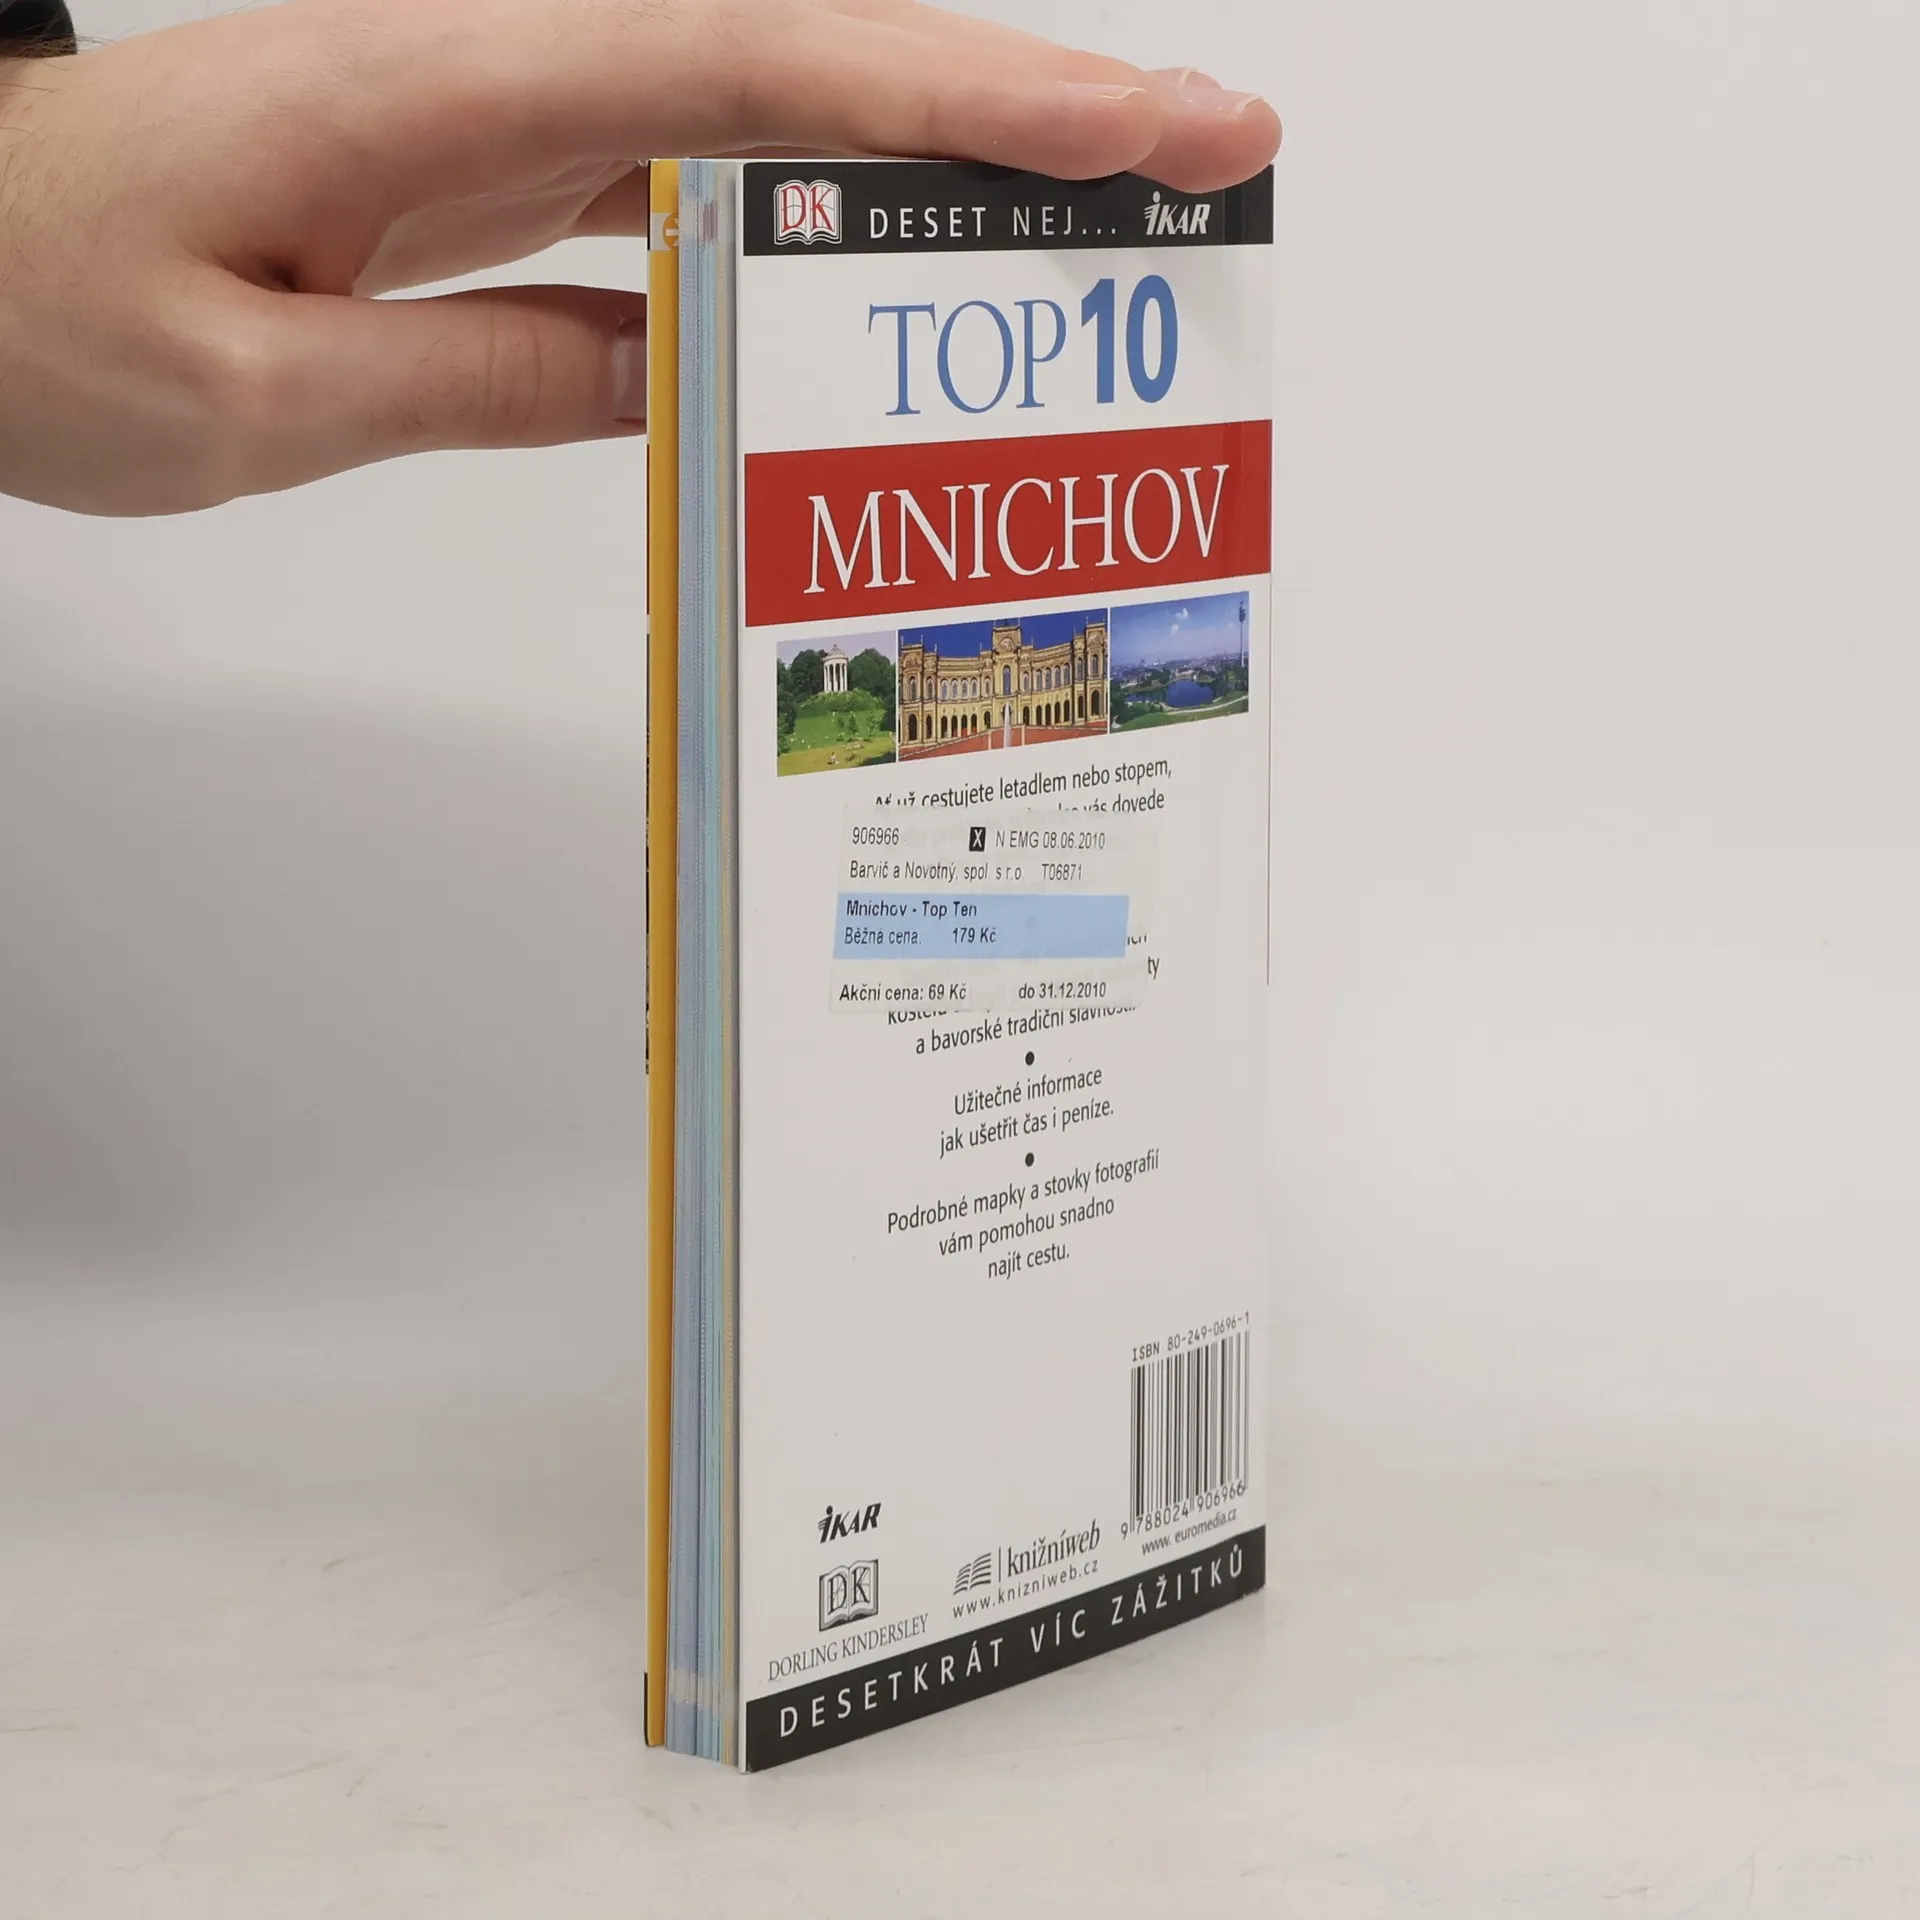 DK DESET NEJ... iKAR
TOP 10
MNICHOV
Ať už cestujete letadlem nebo stopem,
vás dovede
906966 X N EMG 08.06.2010
Barvič a Novotný, spol. s r.o. T06871
Mnichov - Top Ten
Běžná cena: 179 Kč
Akční cena: 69 Kč do 31.12.2010
a bavorské tradiční slavnosti.
Užitečné informace
jak ušetřit čas i peníze.
Podrobné mapky a stovky fotografií
vám pomohou snadno
najít cestu.
ISBN 80-249-0696-1
9 788024 906966
www. euromedia.cz
iKAR
DK
DORLING KINDERSLEY
knižníweb
www.knizniweb.cz
DESETKRÁT VÍC ZÁŽITKŮ